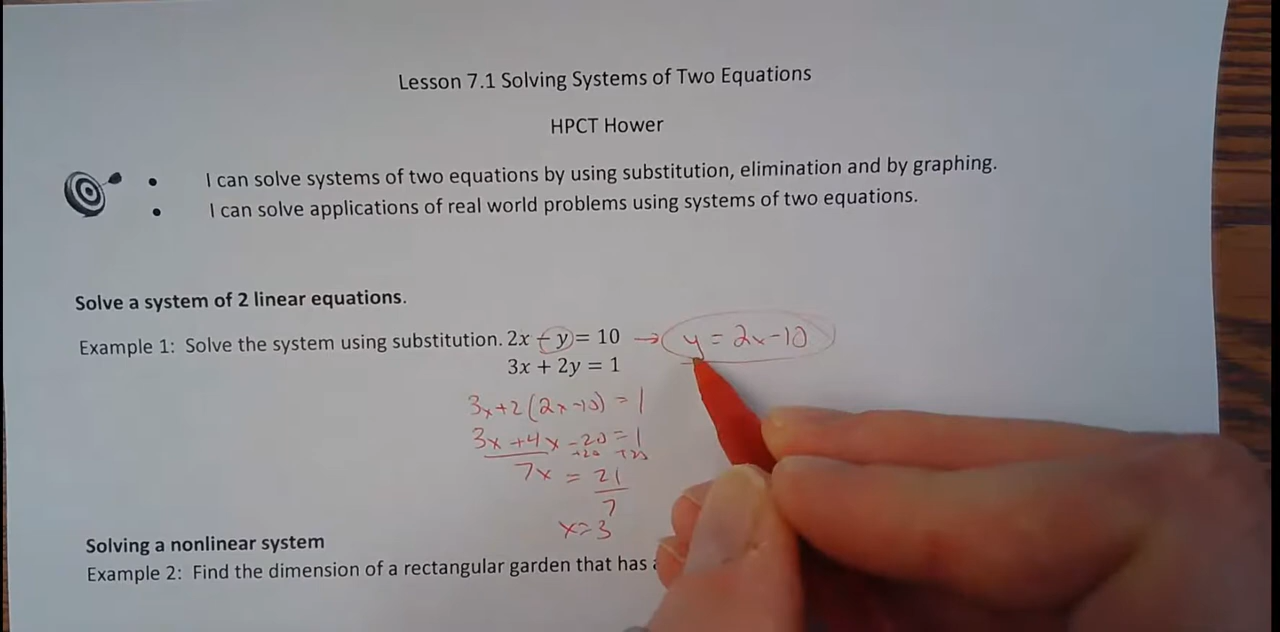 Lesson 7.1 Solving Systems of Two Equations
HPCT Hower
• I can solve systems of two equations by using substitution, elimination and by graphing.
• I can solve applications of real world problems using systems of two equations.
Solve a system of 2 linear equations.
Example 1: Solve the system using substitution. 2x − y = 10 → y = 2x-10
3x + 2y = 1
3x+2(2x-10) = 1
3x +4x -20 = 1
+20 +20
7x = 21
7
x=3
Solving a nonlinear system
Example 2: Find the dimension of a rectangular garden that has